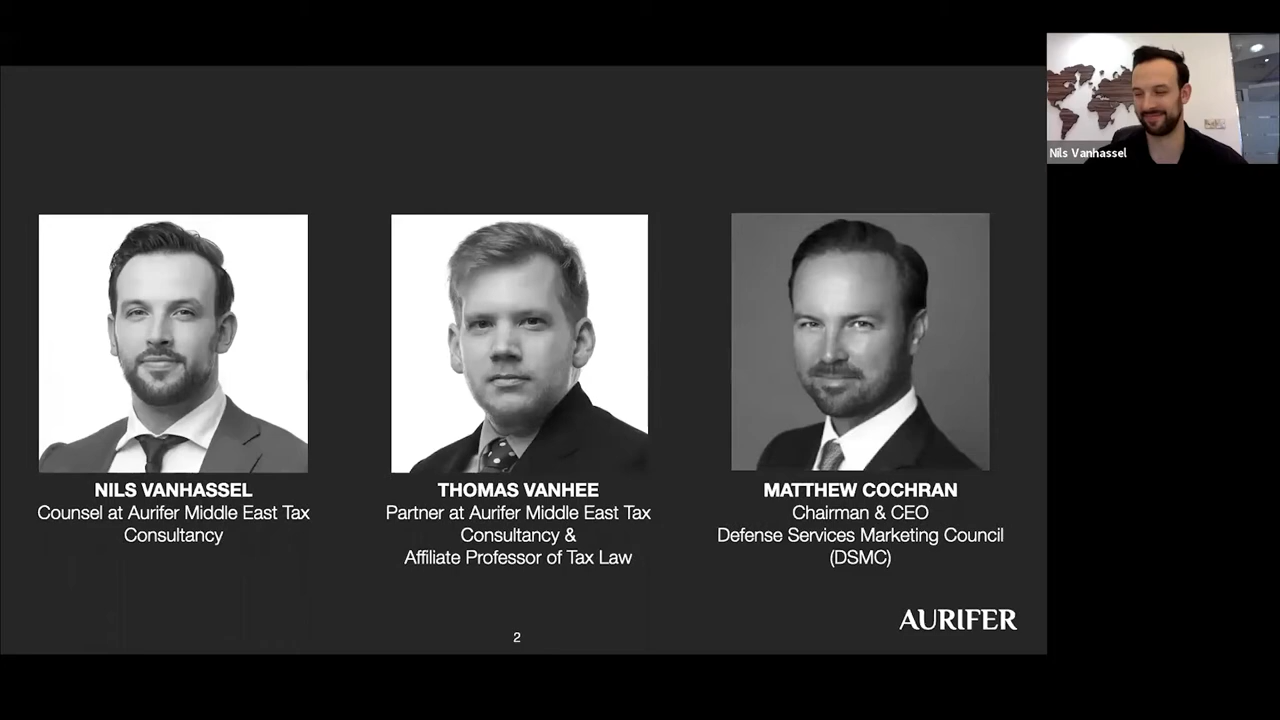 Nils Vanhassel
NILS VANHASSEL
Counsel at Aurifer Middle East Tax
Consultancy
THOMAS VANHEE
Partner at Aurifer Middle East Tax
Consultancy &
Affiliate Professor of Tax Law
MATTHEW COCHRAN
Chairman & CEO
Defense Services Marketing Council
(DSMC)
AURIFER
2